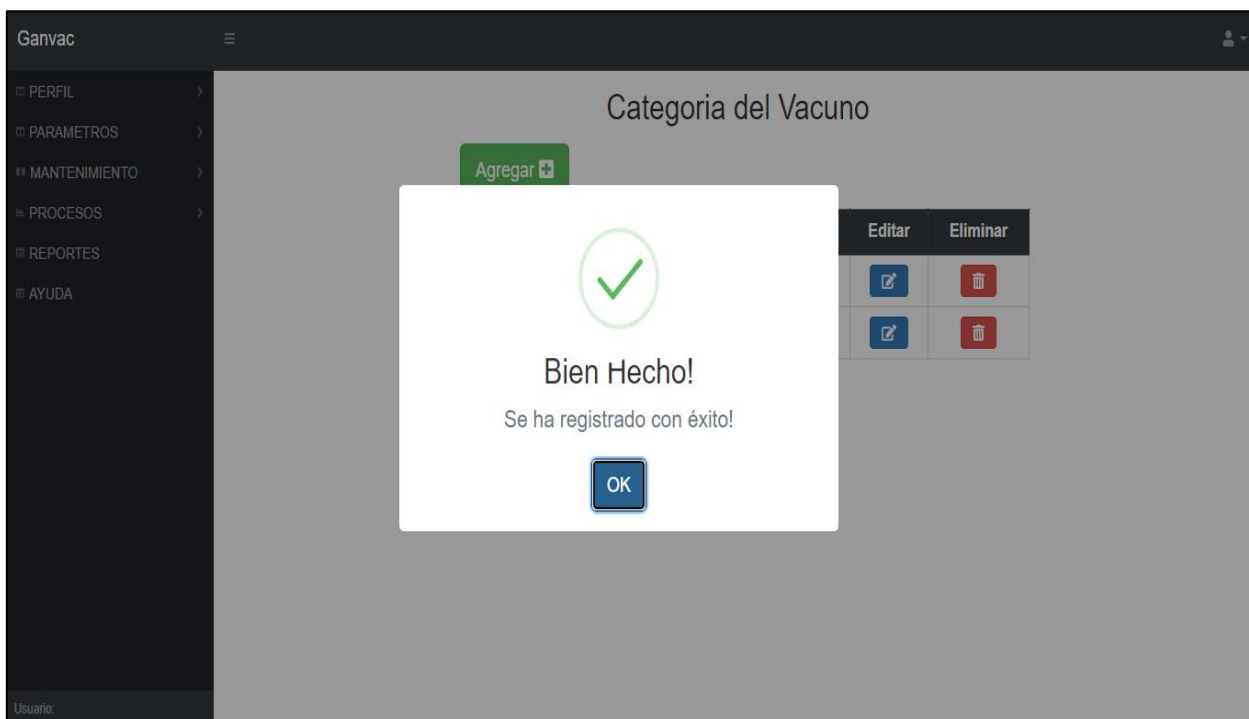 Ganvac
PERFIL
PARAMETROS
MANTENIMIENTO
PROCESOS
REPORTES
AYUDA
Usuario:
Categoria del Vacuno
Agregar
Editar Eliminar
Bien Hecho!
Se ha registrado con éxito!
OK